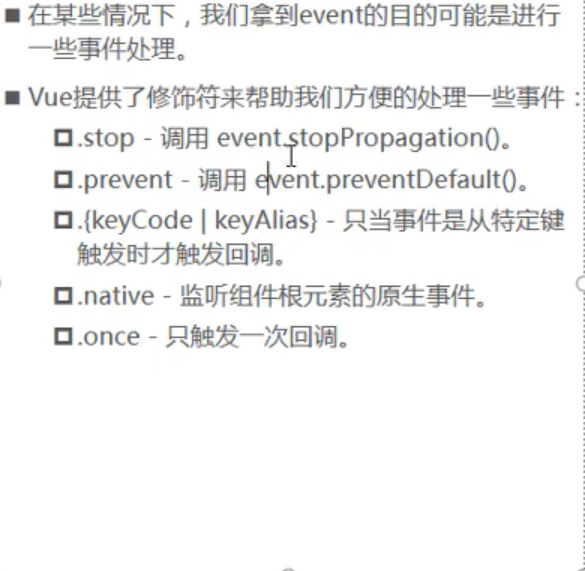 在某些情况下，我们拿到event的目的可能是进行
一些事件处理。
Vue提供了修饰符来帮助我们方便的处理一些事件：
.stop - 调用 event.stopPropagation()。
.prevent - 调用 event.preventDefault()。
.{keyCode | keyAlias} - 只当事件是从特定键
触发时才触发回调。
.native - 监听组件根元素的原生事件。
.once - 只触发一次回调。